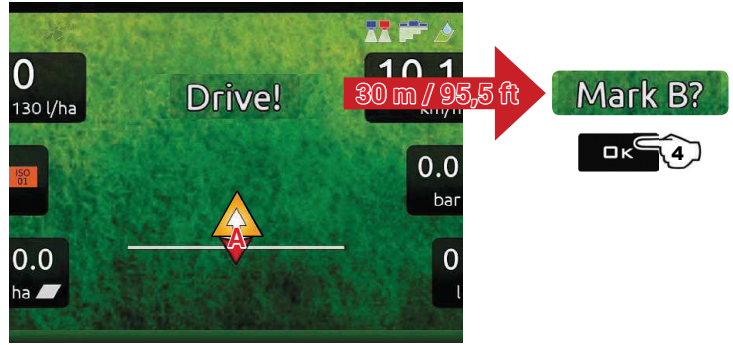 0
130 l/ha
Drive!
10.1
km/h
30 m / 95,5 ft
Mark B?
OK
4
ISO
01
0.0
bar
A
0.0
ha
0
l